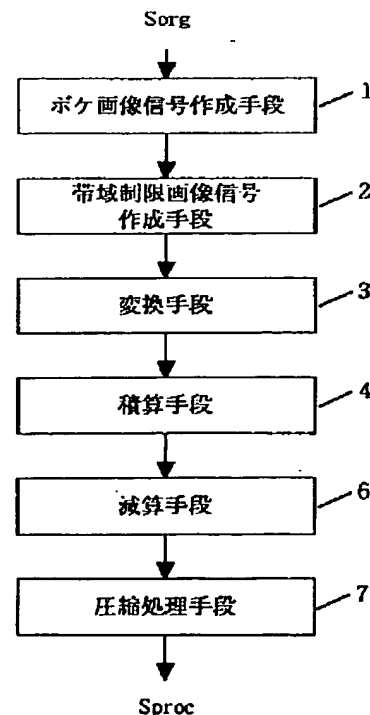 Sorg
ボケ画像信号作成手段
1
帯域制限画像信号
作成手段
2
変換手段
3
積算手段
4
減算手段
6
圧縮処理手段
7
Sproc